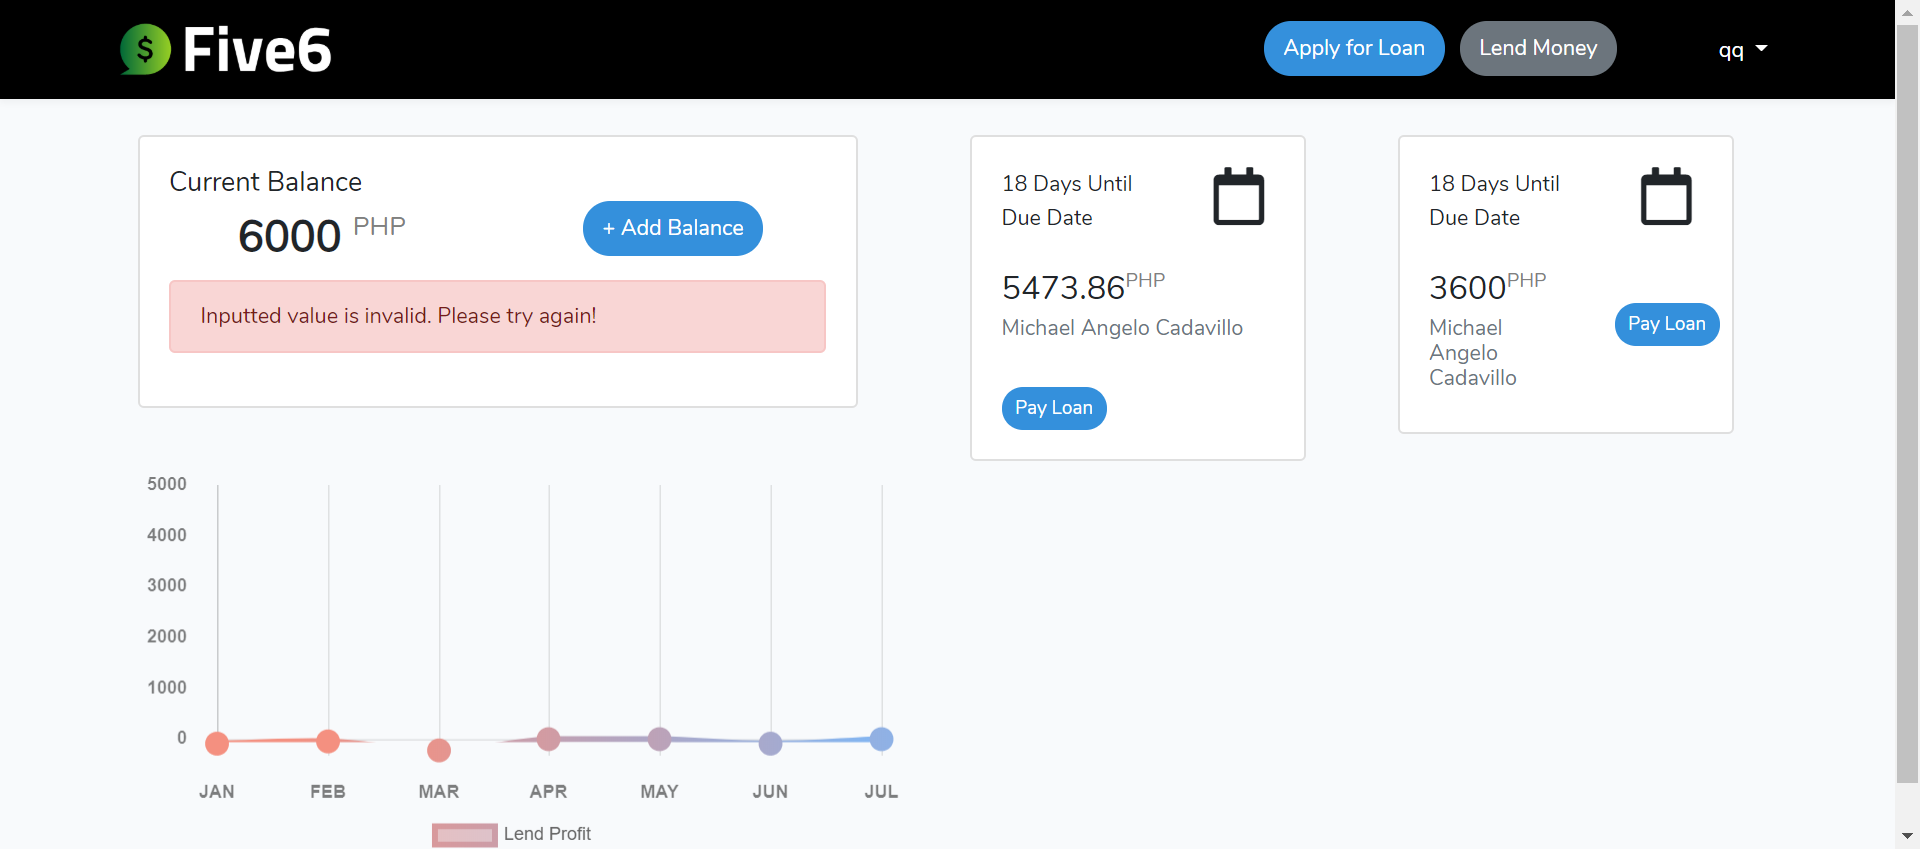 $ Five6
Apply for Loan
Lend Money
qq
Current Balance
6000 PHP
+ Add Balance
Inputted value is invalid. Please try again!
18 Days Until
Due Date
5473.86PHP
Michael Angelo Cadavillo
Pay Loan
18 Days Until
Due Date
3600PHP
Michael
Angelo
Cadavillo
Pay Loan
5000
4000
3000
2000
1000
0
JAN FEB MAR APR MAY JUN JUL
Lend Profit